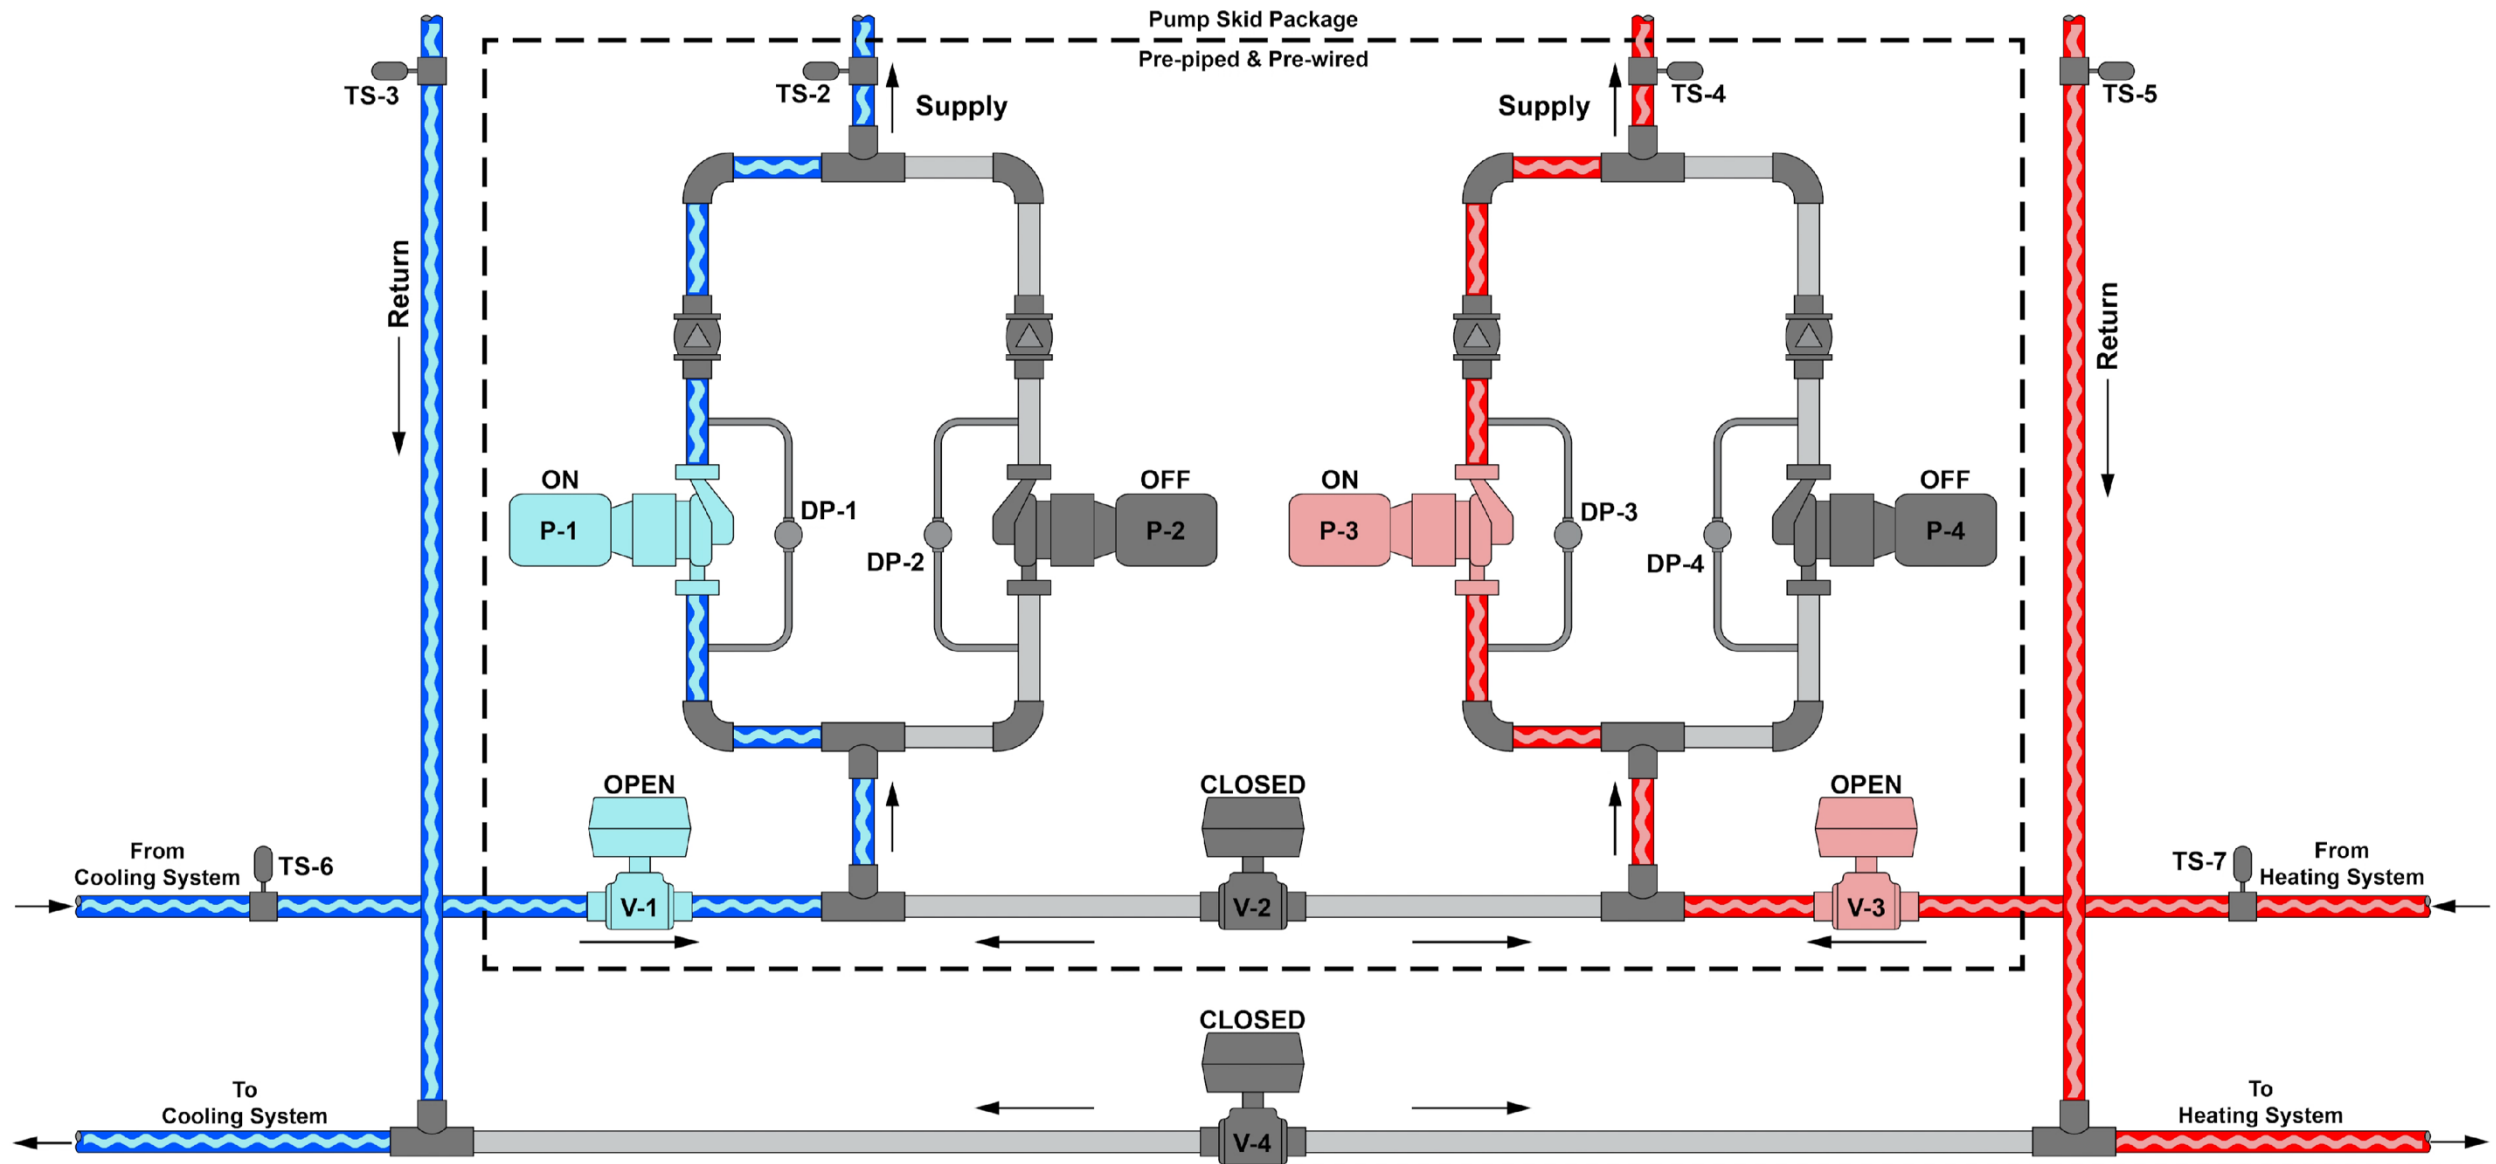 Pump Skid Package
Pre-piped & Pre-wired
TS-3
TS-2
Supply
Supply
TS-4
TS-5
Return
Return
ON
P-1
DP-1
DP-2
OFF
P-2
ON
P-3
DP-3
DP-4
OFF
P-4
From
Cooling System
TS-6
OPEN
V-1
CLOSED
V-2
OPEN
V-3
TS-7
From
Heating System
To
Cooling System
CLOSED
V-4
To
Heating System